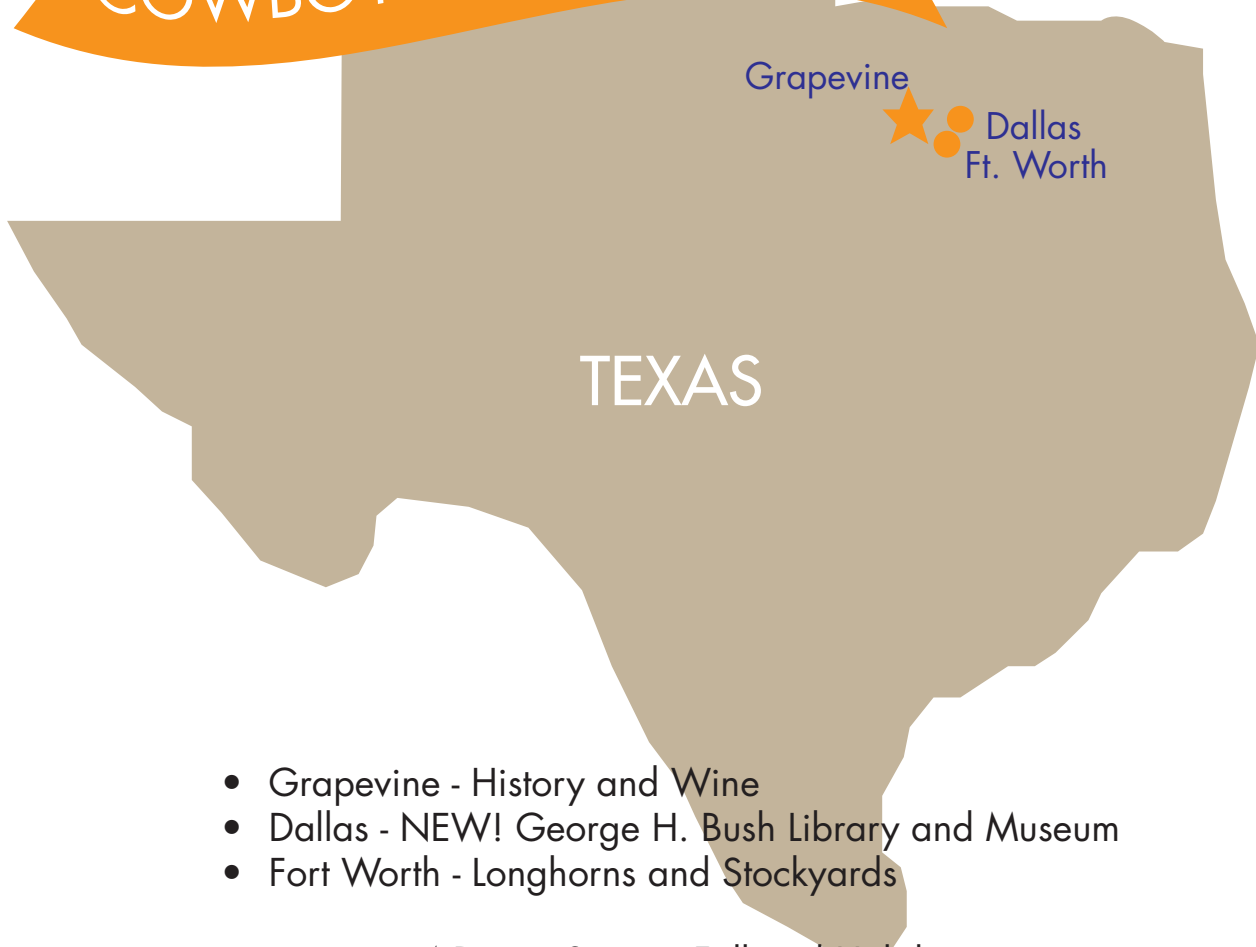 COWBOY
Grapevine
Dallas
Ft. Worth
TEXAS
• Grapevine - History and Wine
• Dallas - NEW! George H. Bush Library and Museum
• Fort Worth - Longhorns and Stockyards